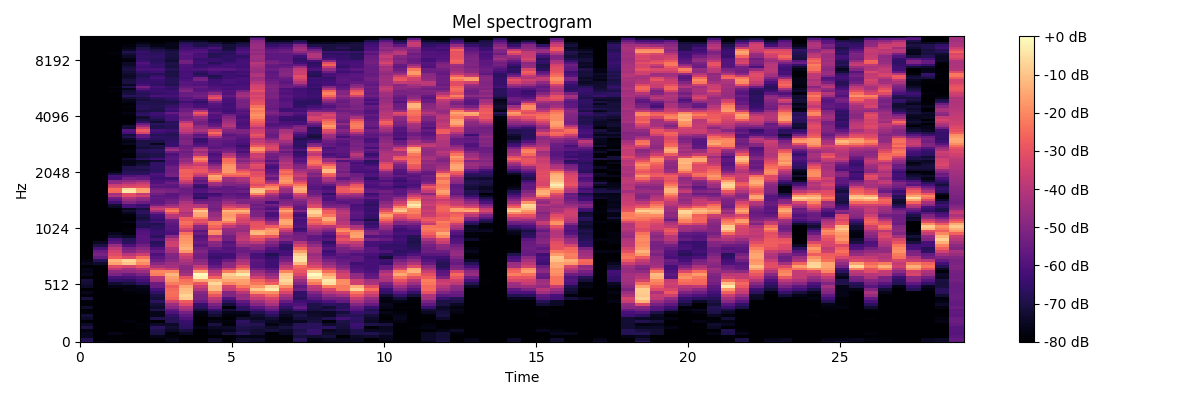 Mel spectrogram
Hz
8192
4096
2048
1024
512
0
0 5 10 15 20 25
Time
+0 dB
-10 dB
-20 dB
-30 dB
-40 dB
-50 dB
-60 dB
-70 dB
-80 dB